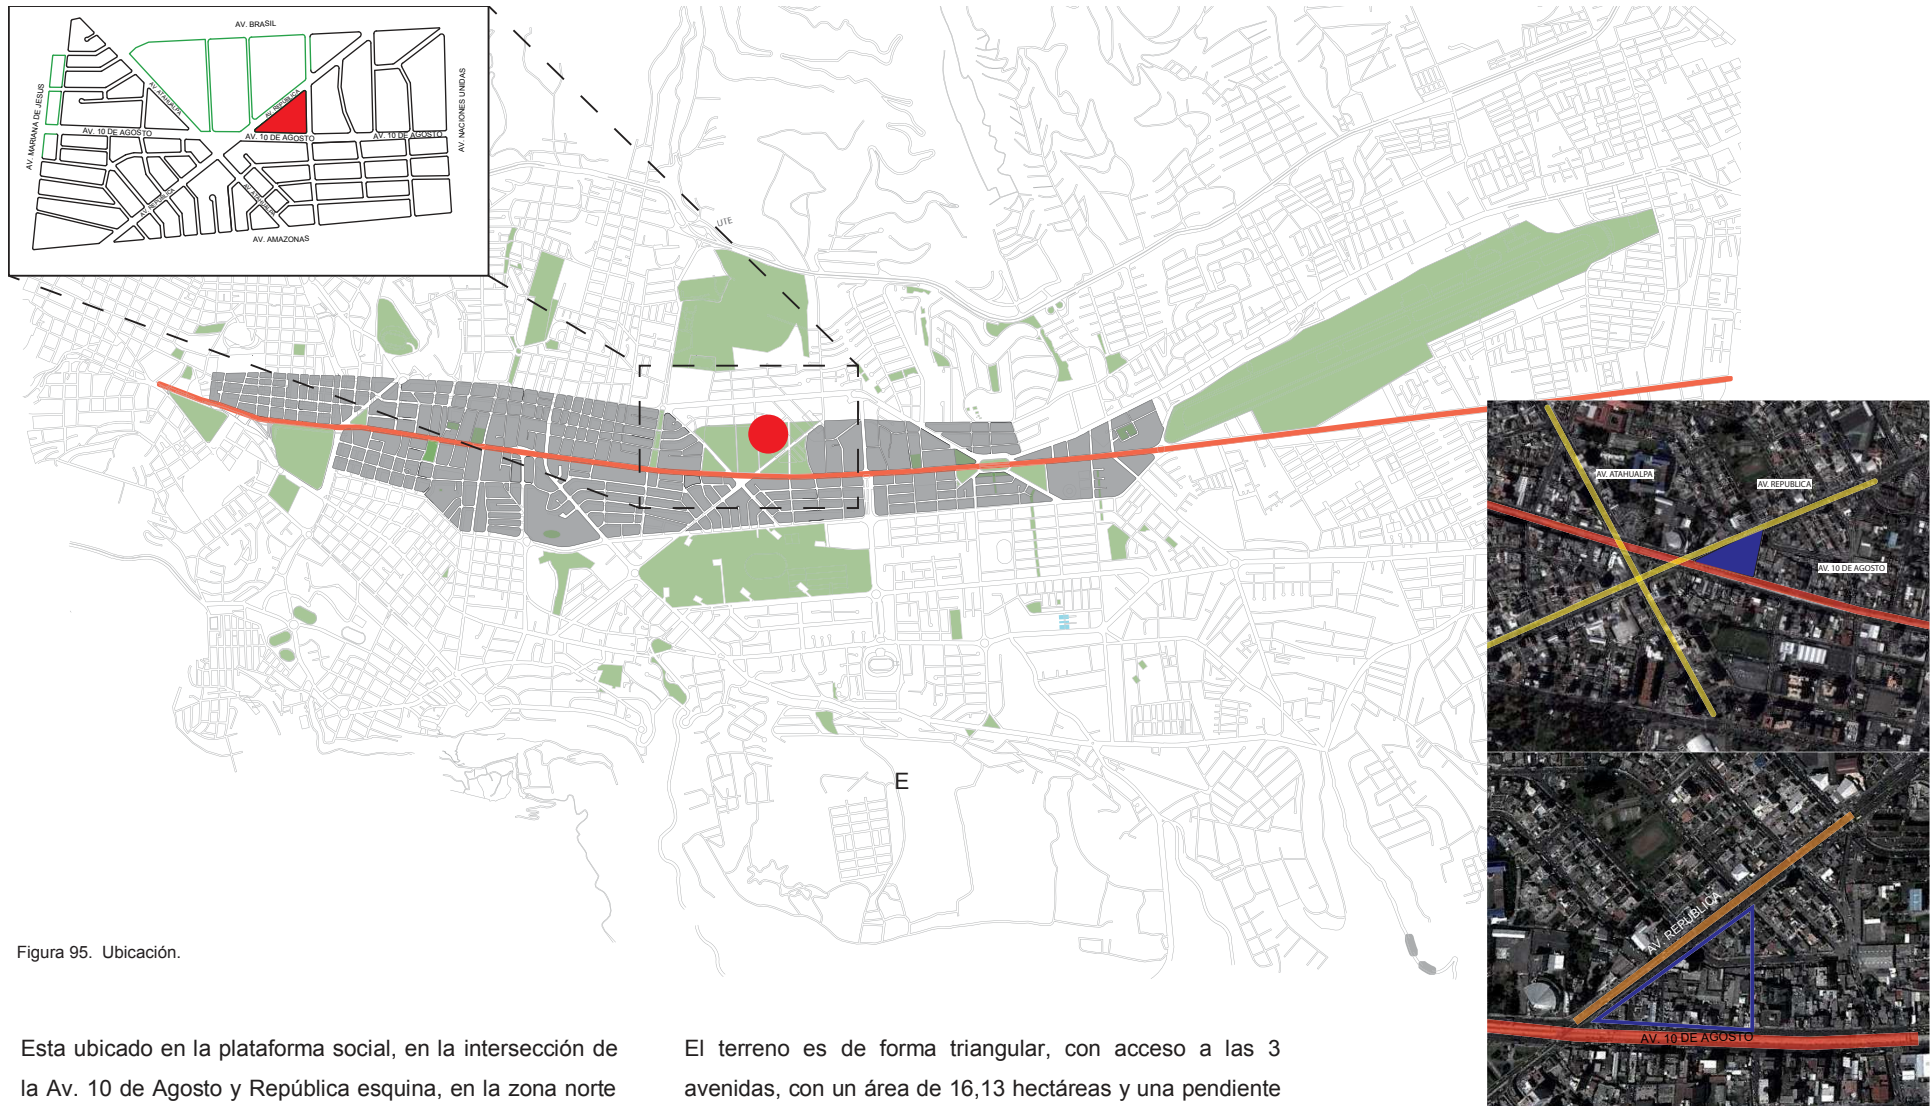 AV. BRASIL
AV. MARIANA DE JESUS
AV. ATAHUALPA
AV. REPUBLICA
AV. NACIONES UNIDAS
AV. 10 DE AGOSTO
AV. 10 DE AGOSTO
AV. 10 DE AGOSTO
AV. REPUBLICA
AV. ATAHUALPA
AV. AMAZONAS
UTE
E
AV. ATAHUALPA
AV. REPUBLICA
AV. 10 DE AGOSTO
AV. REPUBLICA
AV. 10 DE AGOSTO
Figura 95. Ubicación.
Esta ubicado en la plataforma social, en la intersección de
la Av. 10 de Agosto y República esquina, en la zona norte
El terreno es de forma triangular, con acceso a las 3
avenidas, con un área de 16,13 hectáreas y una pendiente